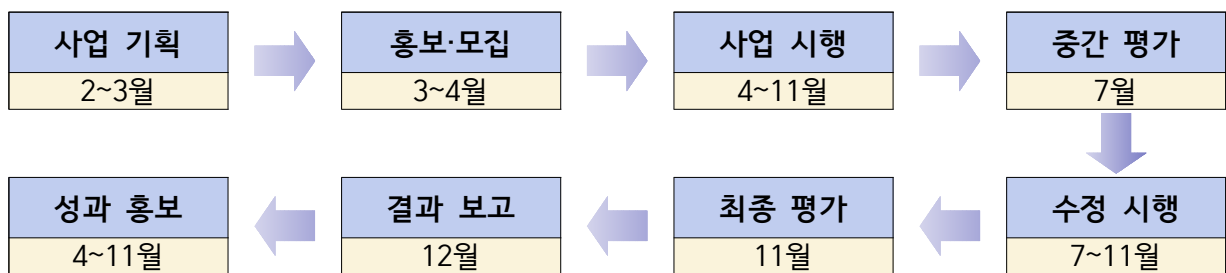 사업 기획
2~3월
홍보·모집
3~4월
사업 시행
4~11월
중간 평가
7월
수정 시행
7~11월
최종 평가
11월
결과 보고
12월
성과 홍보
4~11월